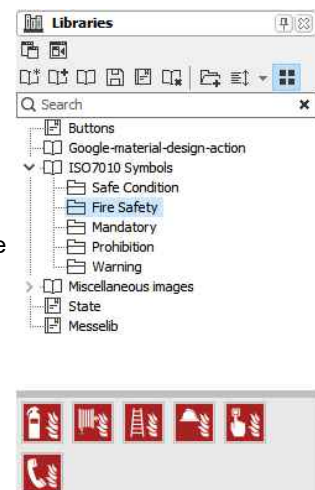 Libraries
Search
Buttons
Google-material-design-action
ISO7010 Symbols
Safe Condition
Fire Safety
Mandatory
e
Prohibition
Warning
Miscellaneous images
State
Messelib